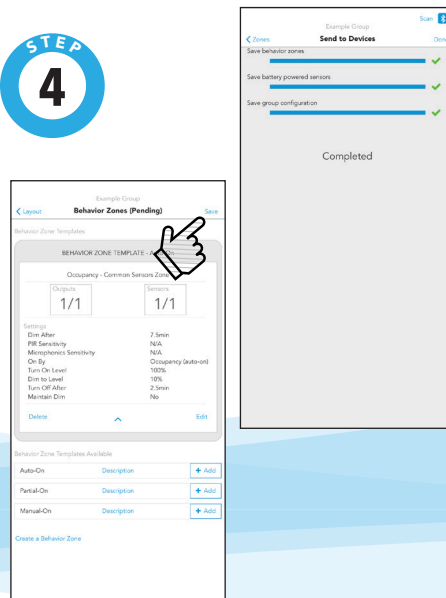 STEP
4
Example Group
Layout Behavior Zones (Pending) Save
Behavior Zone Templates
BEHAVIOR ZONE TEMPLATE -
Occupancy - Common Sensors Zone
Outputs Sensors
1/1 1/1
Settings
Dim After 7.5min
PIR Sensitivity N/A
Microphonics Sensitivity N/A
On By Occupancy (auto-on)
Turn On Level 100%
Dim to Level 10%
Turn Off After 2.5min
Maintain Dim No
Delete Edit
Behavior Zone Templates Available
Auto-On Description + Add
Partial-On Description + Add
Manual-On Description + Add
Create a Behavior Zone
Scan
Example Group
Zones Send to Devices
Save behavior zones
Save battery powered sensors
Save group configuration
Completed